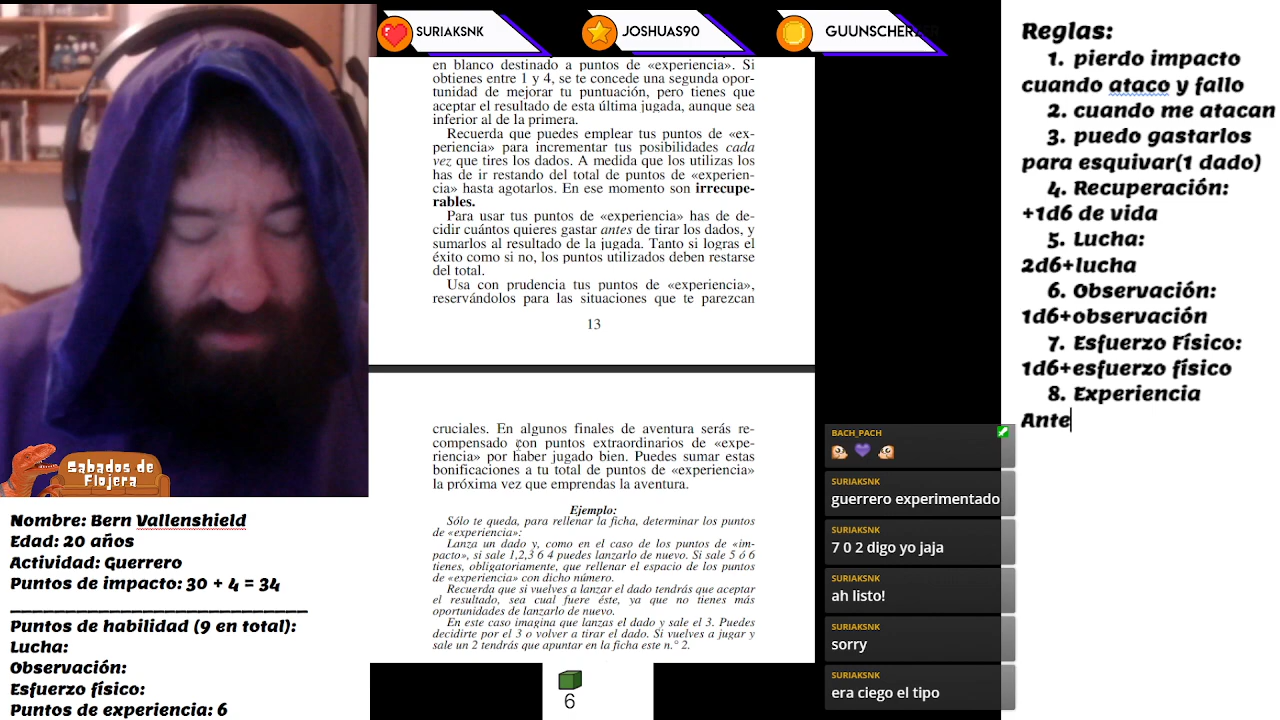 SURIAKSNK
JOSHUAS90
GUUNSCHERZER
en blanco destinado a puntos de «experiencia». Si
obtienes entre 1 y 4, se te concede una segunda opor-
tunidad de mejorar tu puntuación, pero tienes que
aceptar el resultado de esta última jugada, aunque sea
inferior al de la primera.
Recuerda que puedes emplear tus puntos de «ex-
periencia» para incrementar tus posibilidades cada
vez que tires los dados. A medida que los utilizas los
has de ir restando del total de puntos de «experien-
cia» hasta agotarlos. En ese momento son irrecupe-
rables.
Para usar tus puntos de «experiencia» has de de-
cidir cuántos quieres gastar antes de tirar los dados, y
sumarlos al resultado de la jugada. Tanto si logras el
éxito como si no, los puntos utilizados deben restarse
del total.
Usa con prudencia tus puntos de «experiencia»,
reservándolos para las situaciones que te parezcan
13
cruciales. En algunos finales de aventura serás re-
compensado con puntos extraordinarios de «expe-
riencia» por haber jugado bien. Puedes sumar estas
bonificaciones a tu total de puntos de «experiencia»
la próxima vez que emprendas la aventura.
Ejemplo:
Sólo te queda, para rellenar la ficha, determinar los puntos
de «experiencia»:
Lanza un dado y, como en el caso de los puntos de «im-
pacto», si sale 1,2,3 ó 4 puedes lanzarlo de nuevo. Si sale 5 ó 6
tienes, obligatoriamente, que rellenar el espacio de los puntos
de «experiencia» con dicho número.
Recuerda que si vuelves a lanzar el dado tendrás que aceptar
el resultado, sea cual fuere éste, ya que no tienes más
oportunidades de lanzarlo de nuevo.
En este caso imagina que lanzas el dado y sale el 3. Puedes
decidirte por el 3 o volver a tirar el dado. Si vuelves a jugar y
sale un 2 tendrás que apuntar en la ficha este n.° 2.
6
Sabados de
Flojera
Nombre: Bern Vallenshield
Edad: 20 años
Actividad: Guerrero
Puntos de impacto: 30 + 4 = 34
Puntos de habilidad (9 en total):
Lucha:
Observación:
Esfuerzo físico:
Puntos de experiencia: 6
BACH_PACH
SURIAKSNK
guerrero experimentado
SURIAKSNK
7 0 2 digo yo jaja
SURIAKSNK
ah listo!
SURIAKSNK
sorry
SURIAKSNK
era ciego el tipo
Reglas:
1. pierdo impacto
cuando ataco y fallo
2. cuando me atacan
3. puedo gastarlos
para esquivar(1 dado)
4. Recuperación:
+1d6 de vida
5. Lucha:
2d6+lucha
6. Observación:
1d6+observación
7. Esfuerzo Físico:
1d6+esfuerzo físico
8. Experiencia
Ante